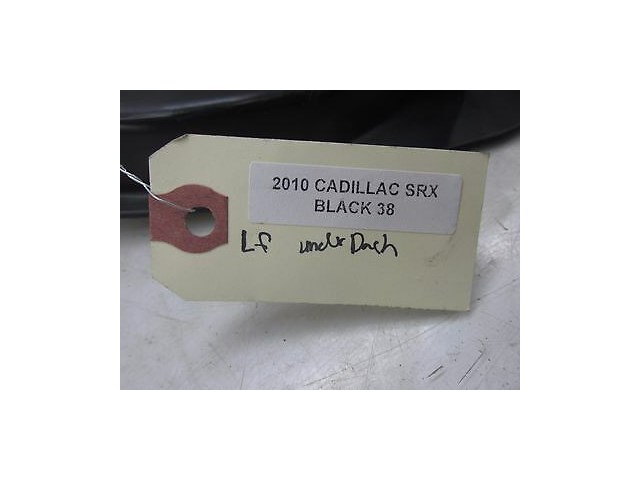 2010 CADILLAC SRX
BLACK 38
Lf under Dash